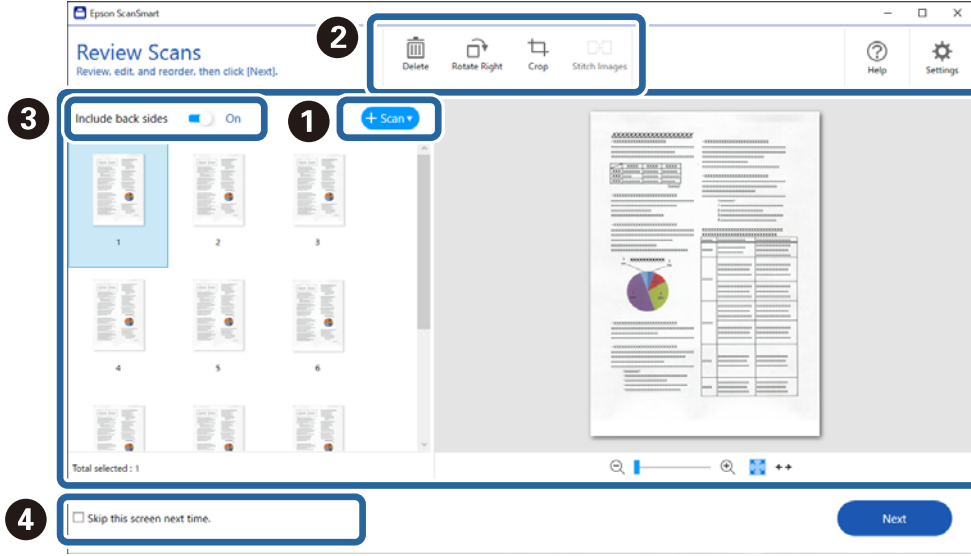 Epson ScanSmart
2
Review Scans
Review, edit, and reorder, then click [Next].
Delete
Rotate Right
Crop
Stitch Images
Help
Settings
3
Include back sides
On
1
+ Scan
1
2
3
4
5
6
Total selected : 1
4
Skip this screen next time.
Next